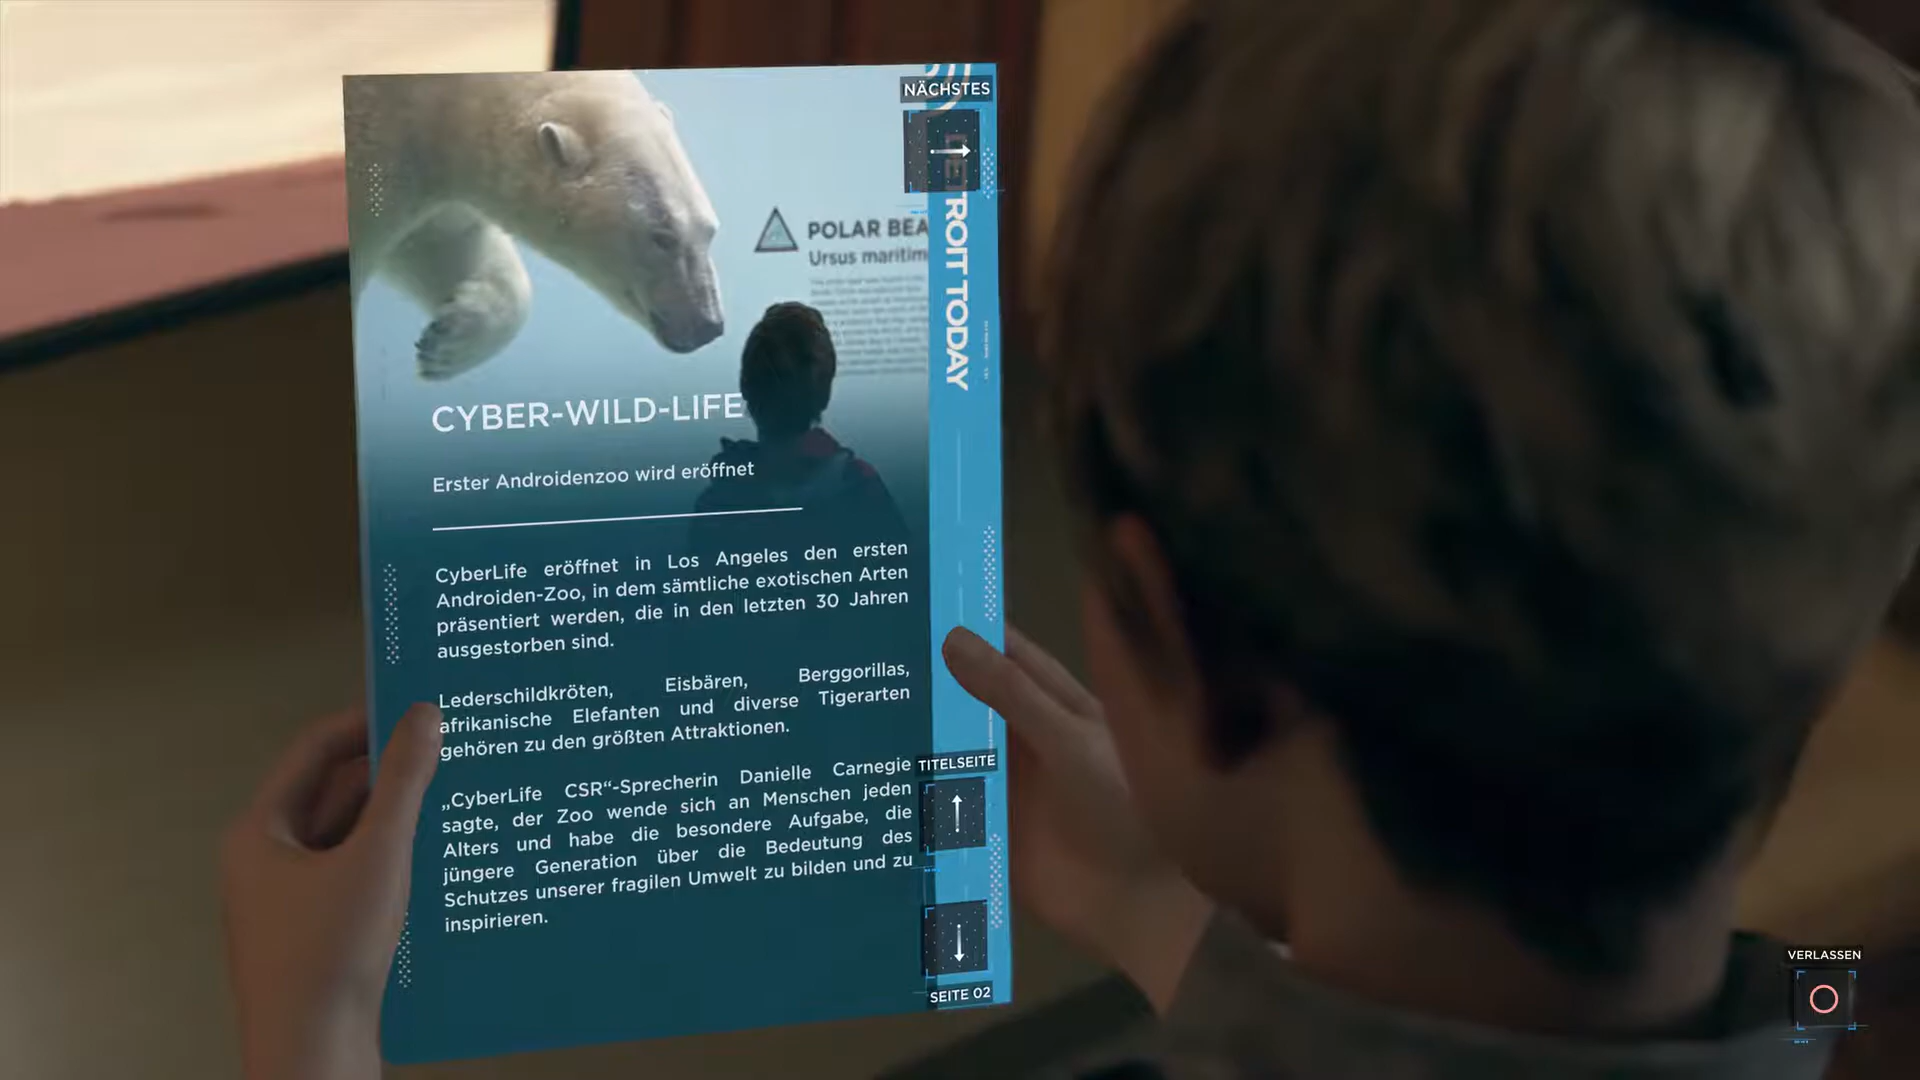 NÄCHSTES
POLAR
Ursus
ROIT TODAY
CYBER-WILD-LIFE
Erster Androidenzoo wird eröffnet
CyberLife eröffnet in Los Angeles den ersten
Androiden-Zoo, in dem sämtliche exotischen Arten
präsentiert werden, die in den letzten 30 Jahren
ausgestorben sind.
Lederschildkröten, Eisbären, Berggorillas,
afrikanische Elefanten und diverse Tigerarten
gehören zu den größten Attraktionen.
„CyberLife CSR“-Sprecherin Danielle Carnegie
sagte, der Zoo wende sich an Menschen jeden
Alters und habe die besondere Aufgabe, die
jüngere Generation über die Bedeutung des
Schutzes unserer fragilen Umwelt zu bilden und zu
inspirieren.
TITELSEITE
SEITE 02
VERLASSEN